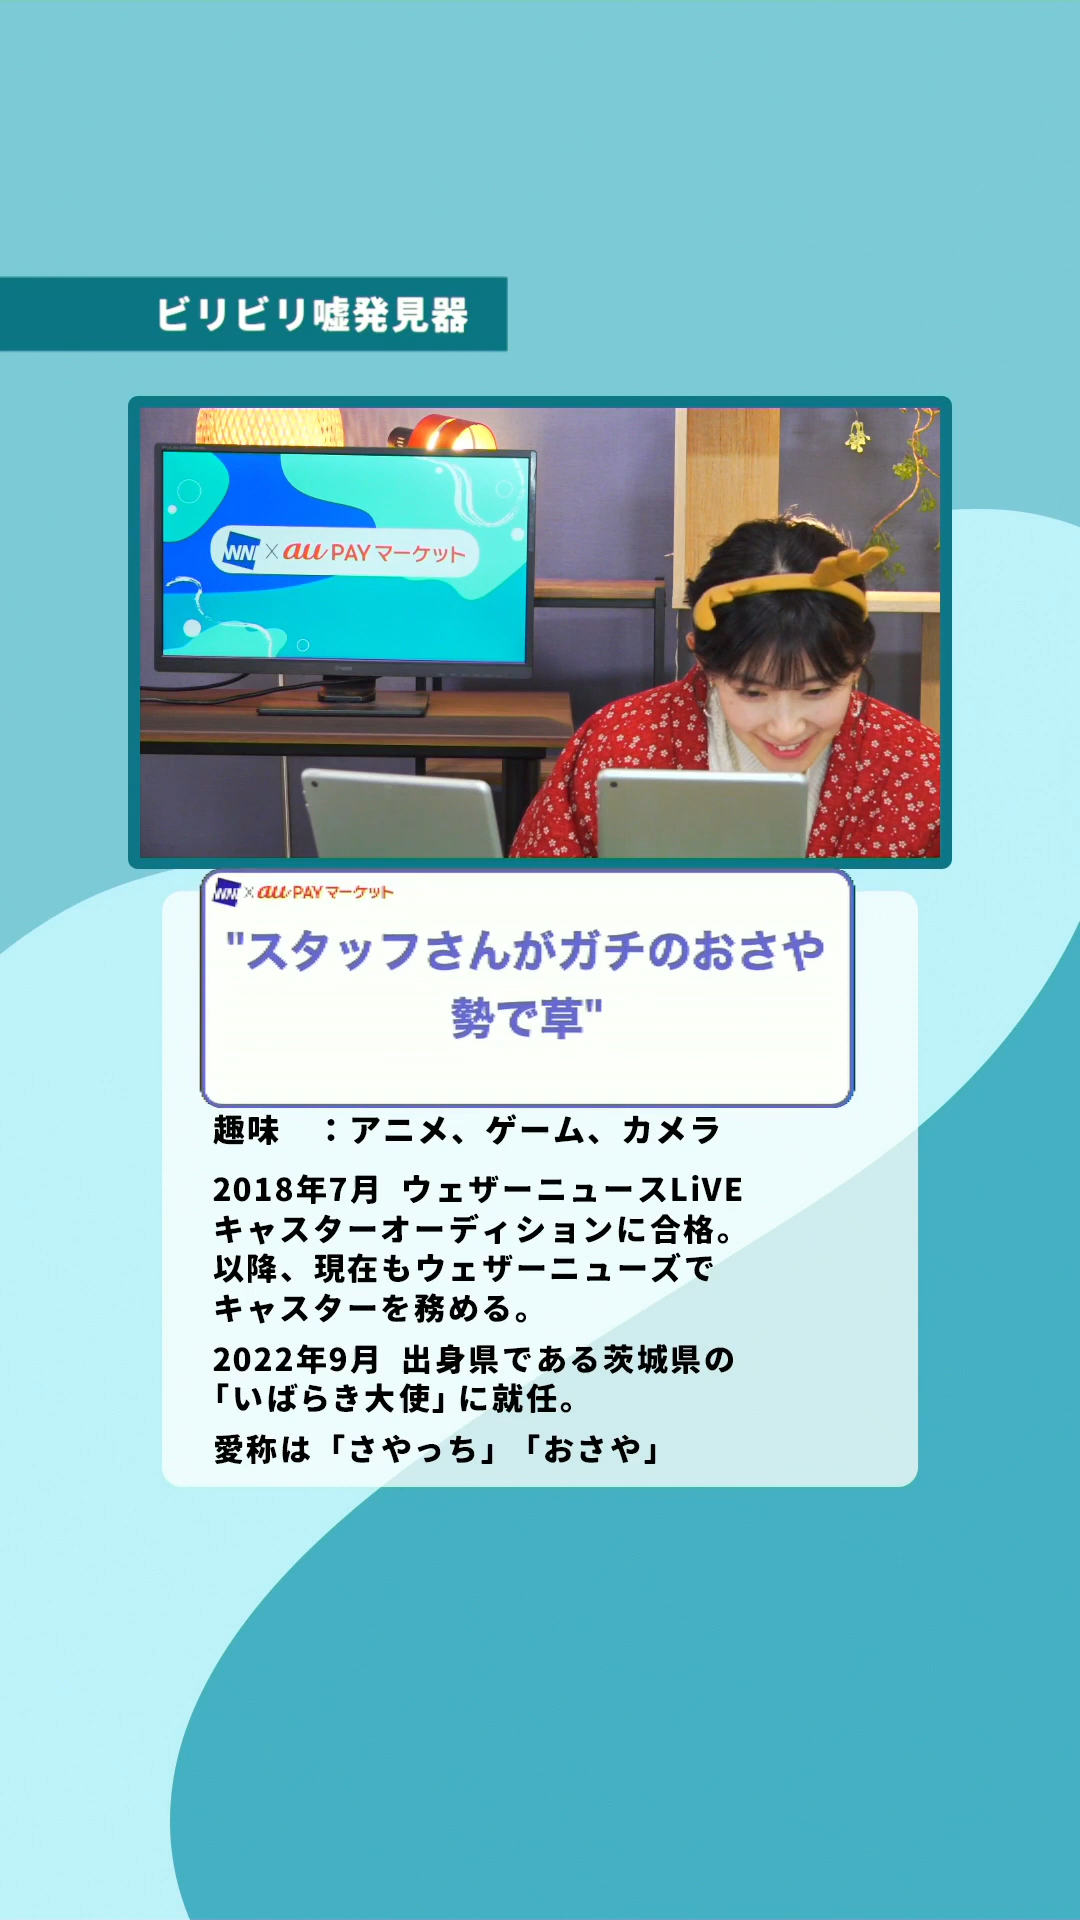 ビリビリ嘘発見器
WNI × au PAY マーケット
WNI × au PAY マーケット
"スタッフさんがガチのおさや
勢で草"
趣味　：アニメ、ゲーム、カメラ
2018年7月 ウェザーニュースLiVE
キャスターオーディションに合格。
以降、現在もウェザーニューズで
キャスターを務める。
2022年9月 出身県である茨城県の
「いばらき大使」に就任。
愛称は「さやっち」「おさや」